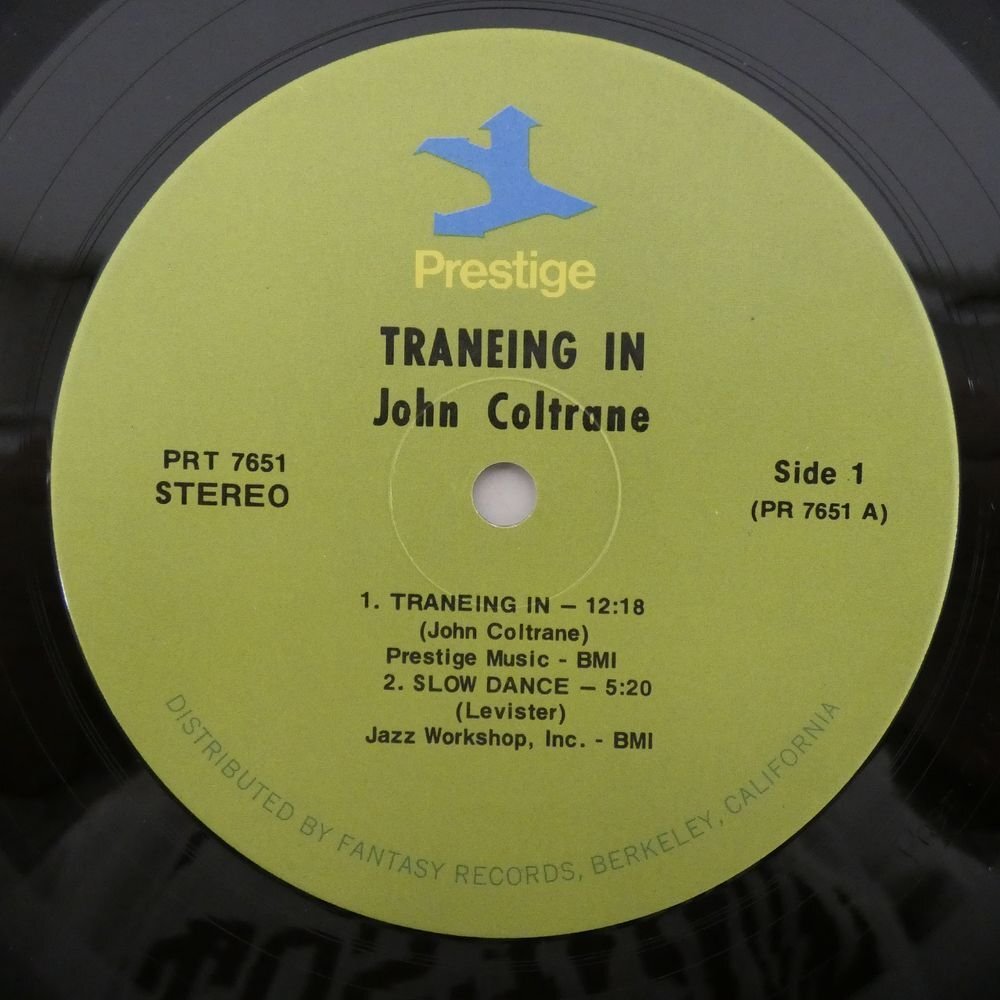 Prestige
TRANEING IN
John Coltrane
PRT 7651
STEREO
Side 1
(PR 7651 A)
1. TRANEING IN – 12:18
(John Coltrane)
Prestige Music - BMI
2. SLOW DANCE – 5:20
(Levister)
Jazz Workshop, Inc. - BMI
DISTRIBUTED BY FANTASY RECORDS, BERKELEY, CALIFORNIA